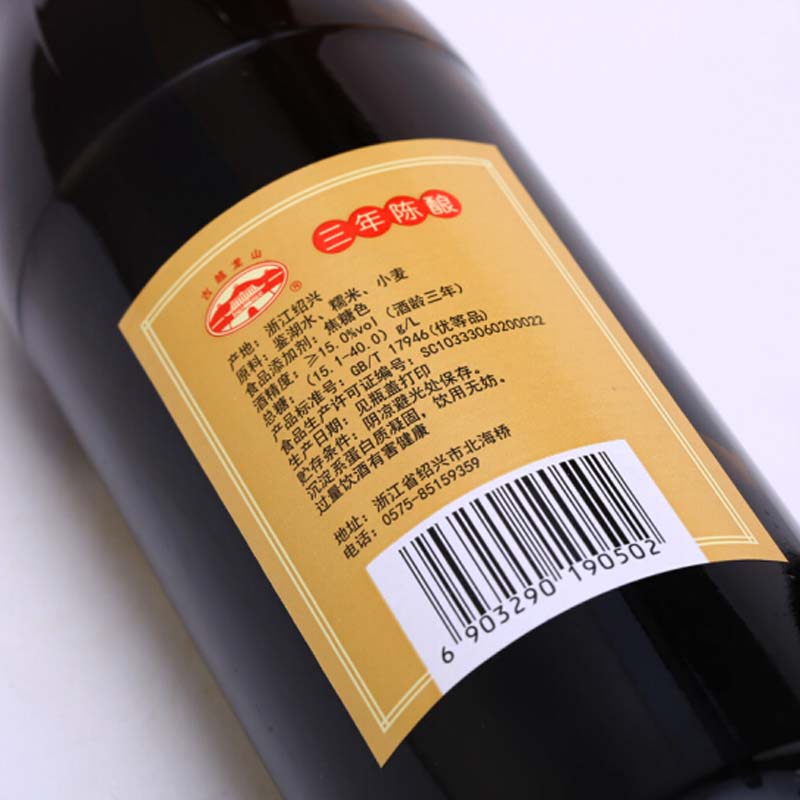 三年陈酿
古越龙山
®
产地：浙江绍兴
原料：鉴湖水、糯米、小麦
食品添加剂：焦糖色
酒精度：≥15.0%vol (酒龄三年)
总糖：(15.1-40.0) g/L
产品标准号：GB/T 17946(优等品)
食品生产许可证编号：SC10333060200022
生产日期：见瓶盖打印
贮存条件：阴凉避光处保存。
沉淀系蛋白质凝固，饮用无妨。
过量饮酒有害健康
地址：浙江省绍兴市北海桥
电话：0575-85159359
6 903290 190502